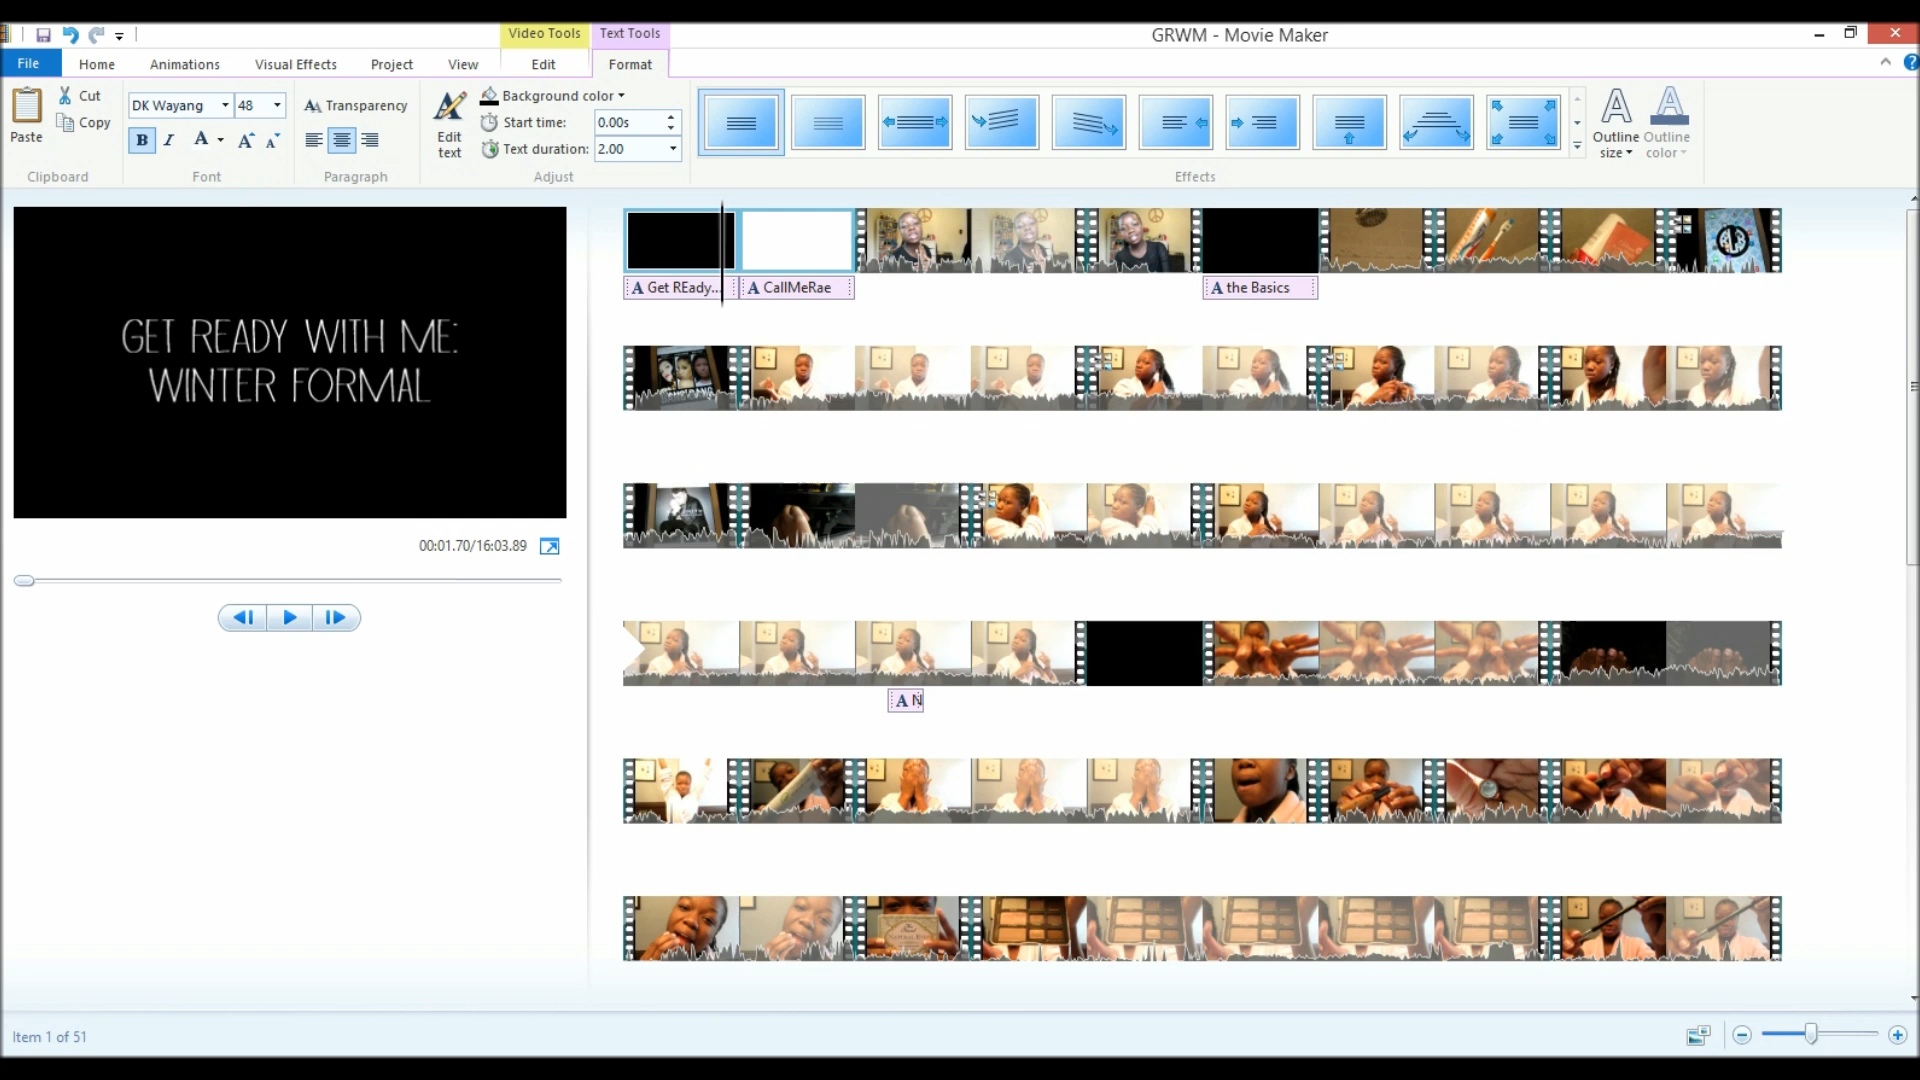 Video Tools
Text Tools
GRWM - Movie Maker
File
Home
Animations
Visual Effects
Project
View
Edit
Format
Paste
Cut
Copy
Clipboard
DK Wayang
48
B
I
A
A
A
Font
AA Transparency
Paragraph
Edit text
Background color
Start time:
0.00s
Text duration:
2.00
Adjust
Effects
A
Outline size
A
Outline color
GET READY WITH ME:
WINTER FORMAL
00:01.70/16:03.89
A Get REady...
A CallMeRae
A the Basics
A N
Item 1 of 51